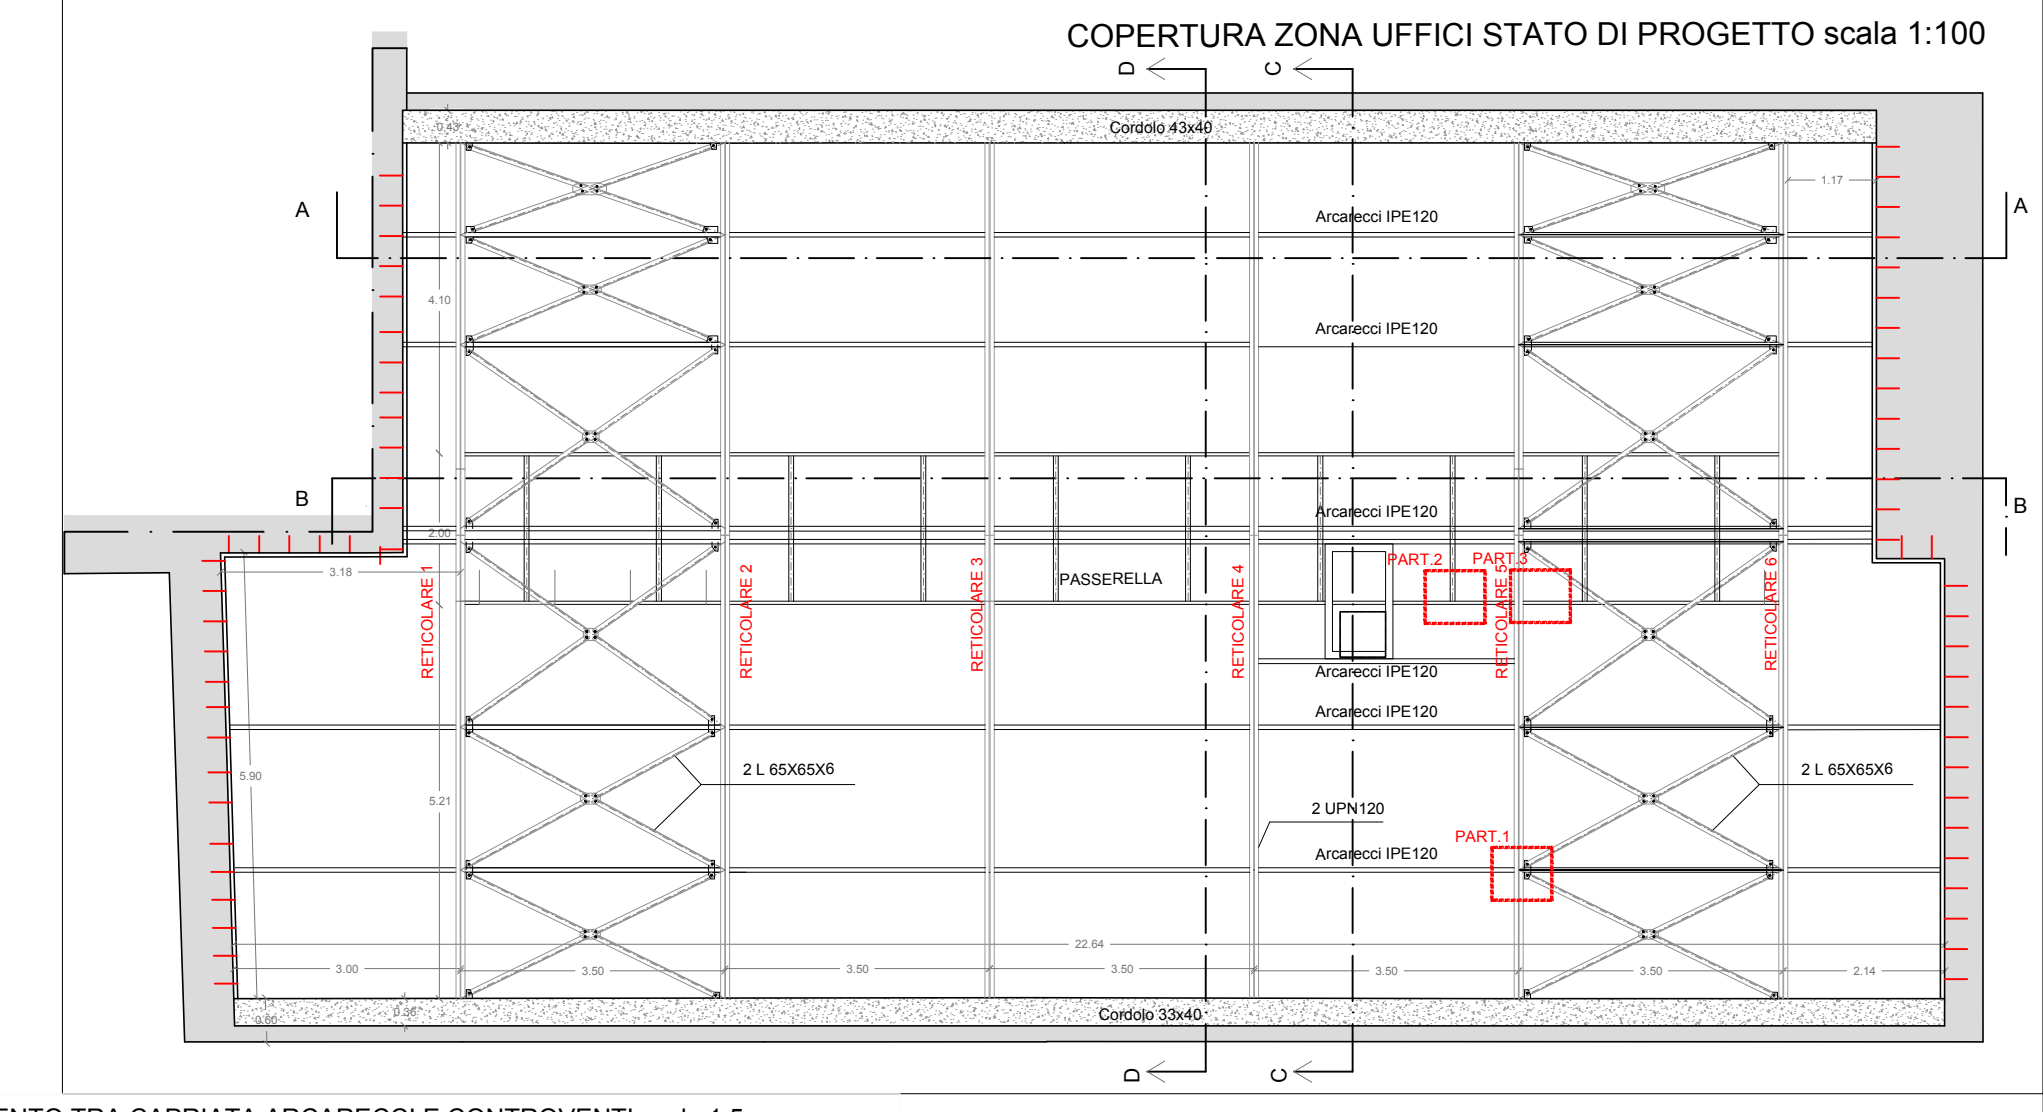 COPERTURA ZONA UFFICI STATO DI PROGETTO scala 1:100
D
C
0.43
Cordolo 43x40
1.17
A
A
Arcarecci IPE120
4.10
Arcarecci IPE120
B
B
Arcarecci IPE120
2.00
PART.2
PART.3
3.18
PASSERELLA
RETICOLARE 1
RETICOLARE 2
RETICOLARE 3
RETICOLARE 4
RETICOLARE 5
RETICOLARE 6
Arcarecci IPE120
Arcarecci IPE120
5.90
2 L 65X65X6
2 L 65X65X6
5.21
2 UPN120
PART.1
Arcarecci IPE120
22.64
3.00
3.50
3.50
3.50
3.50
3.50
2.14
0.60
0.36
Cordolo 33x40
D
C